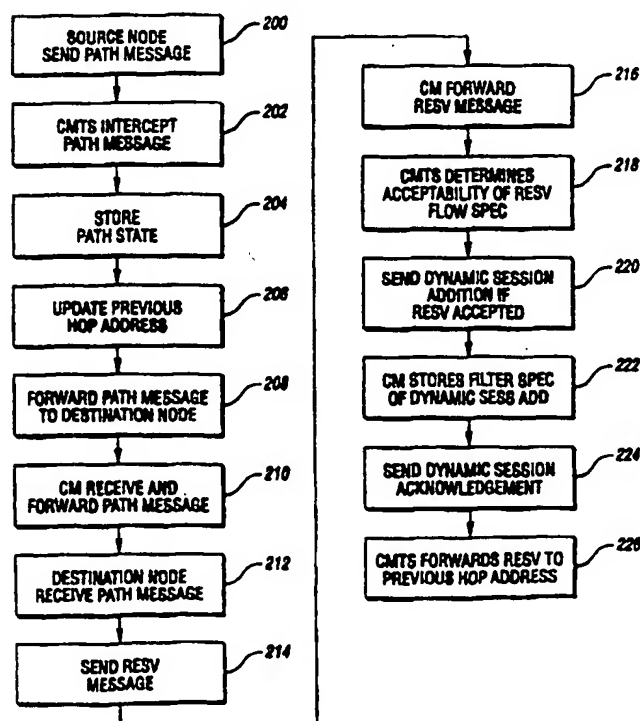 SOURCE NODE
SEND PATH MESSAGE
200
CMTS INTERCEPT
PATH MESSAGE
202
STORE
PATH STATE
204
UPDATE PREVIOUS
HOP ADDRESS
206
FORWARD PATH MESSAGE
TO DESTINATION NODE
208
CM RECEIVE AND
FORWARD PATH MESSAGE
210
DESTINATION NODE
RECEIVE PATH MESSAGE
212
SEND RESV
MESSAGE
214
CM FORWARD
RESV MESSAGE
216
CMTS DETERMINES
ACCEPTABILITY OF RESV
FLOW SPEC
218
SEND DYNAMIC SESSION
ADDITION IF
RESV ACCEPTED
220
CM STORES FILTER SPEC
OF DYNAMIC SESS ADD
222
SEND DYNAMIC SESSION
ACKNOWLEDGEMENT
224
CMTS FORWARDS RESV TO
PREVIOUS HOP ADDRESS
226